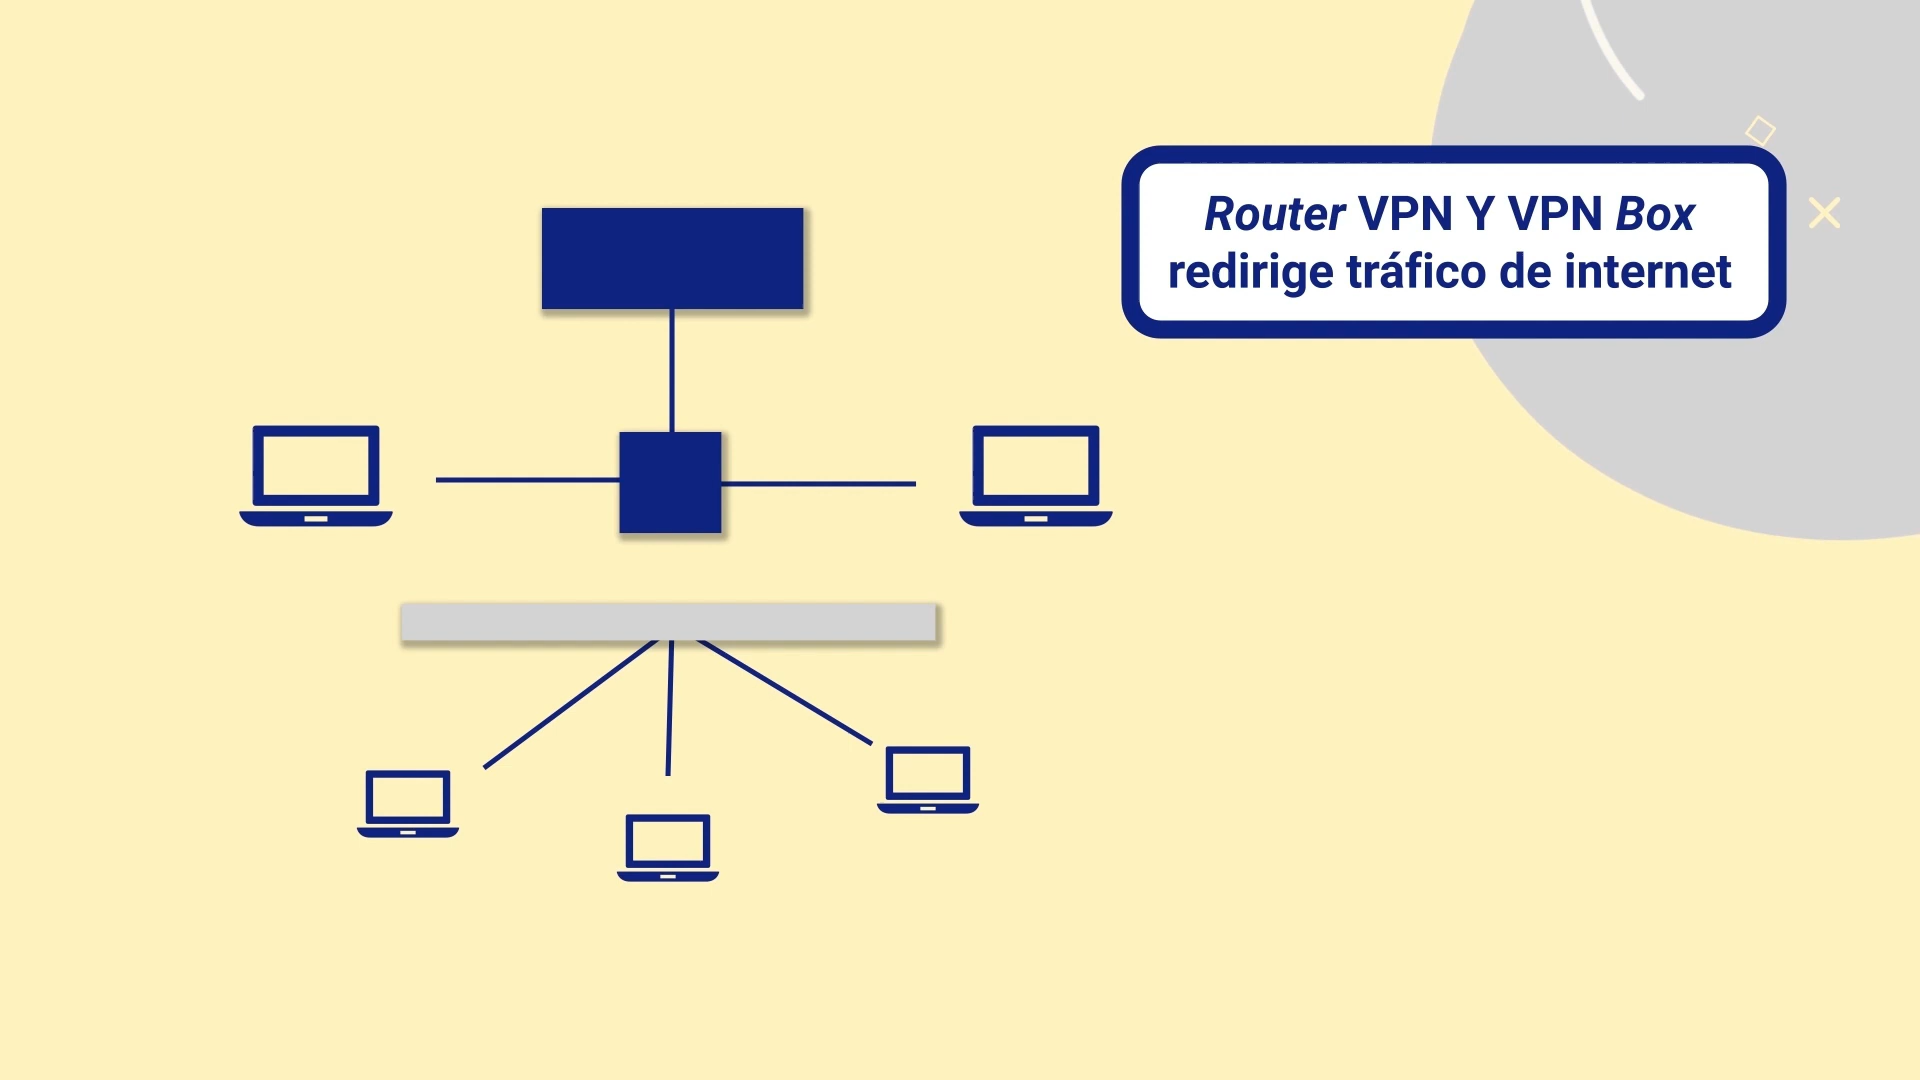 Router VPN Y VPN Box
redirige tráfico de internet